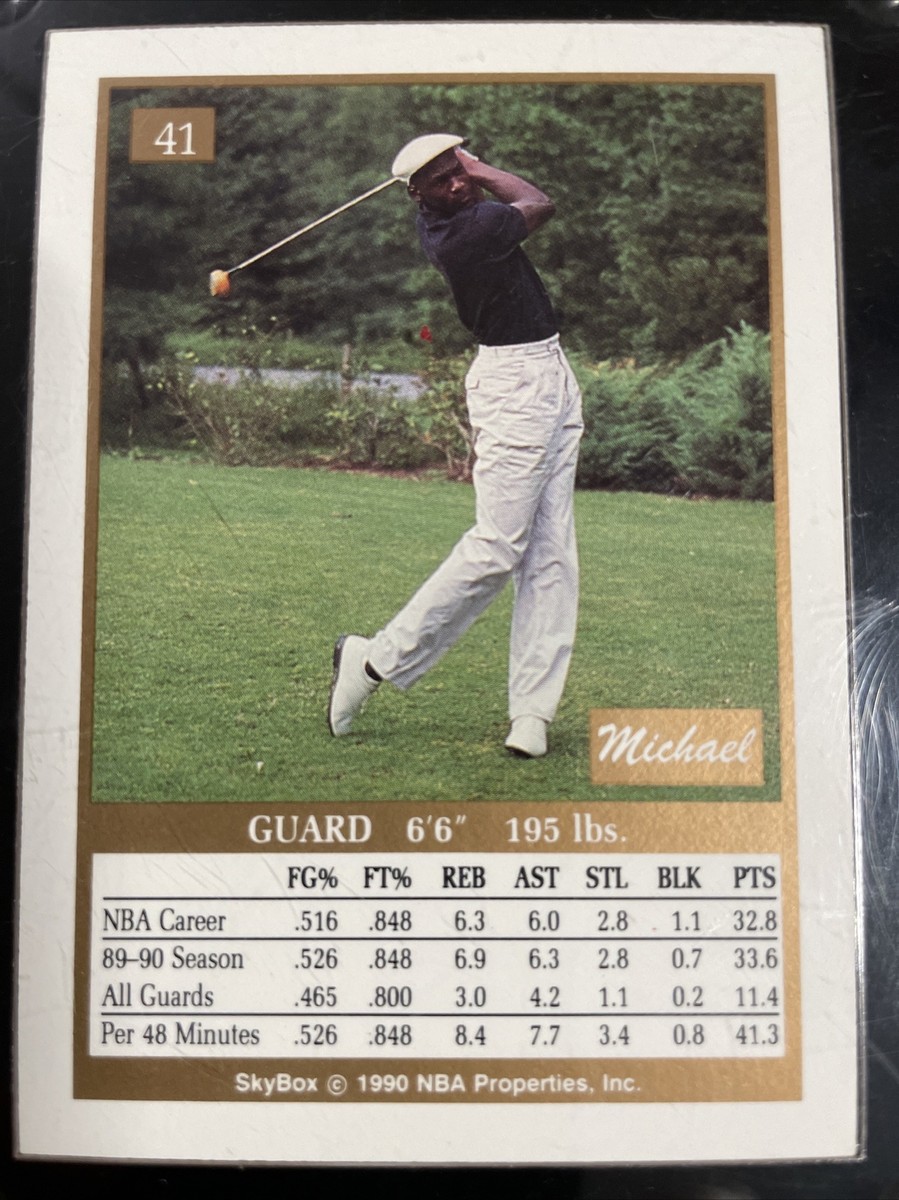 41
Michael
GUARD 6'6" 195 lbs.
FG% FT% REB AST STL BLK PTS
NBA Career .516 .848 6.3 6.0 2.8 1.1 32.8
89–90 Season .526 .848 6.9 6.3 2.8 0.7 33.6
All Guards .465 .800 3.0 4.2 1.1 0.2 11.4
Per 48 Minutes .526 .848 8.4 7.7 3.4 0.8 41.3
SkyBox © 1990 NBA Properties, Inc.